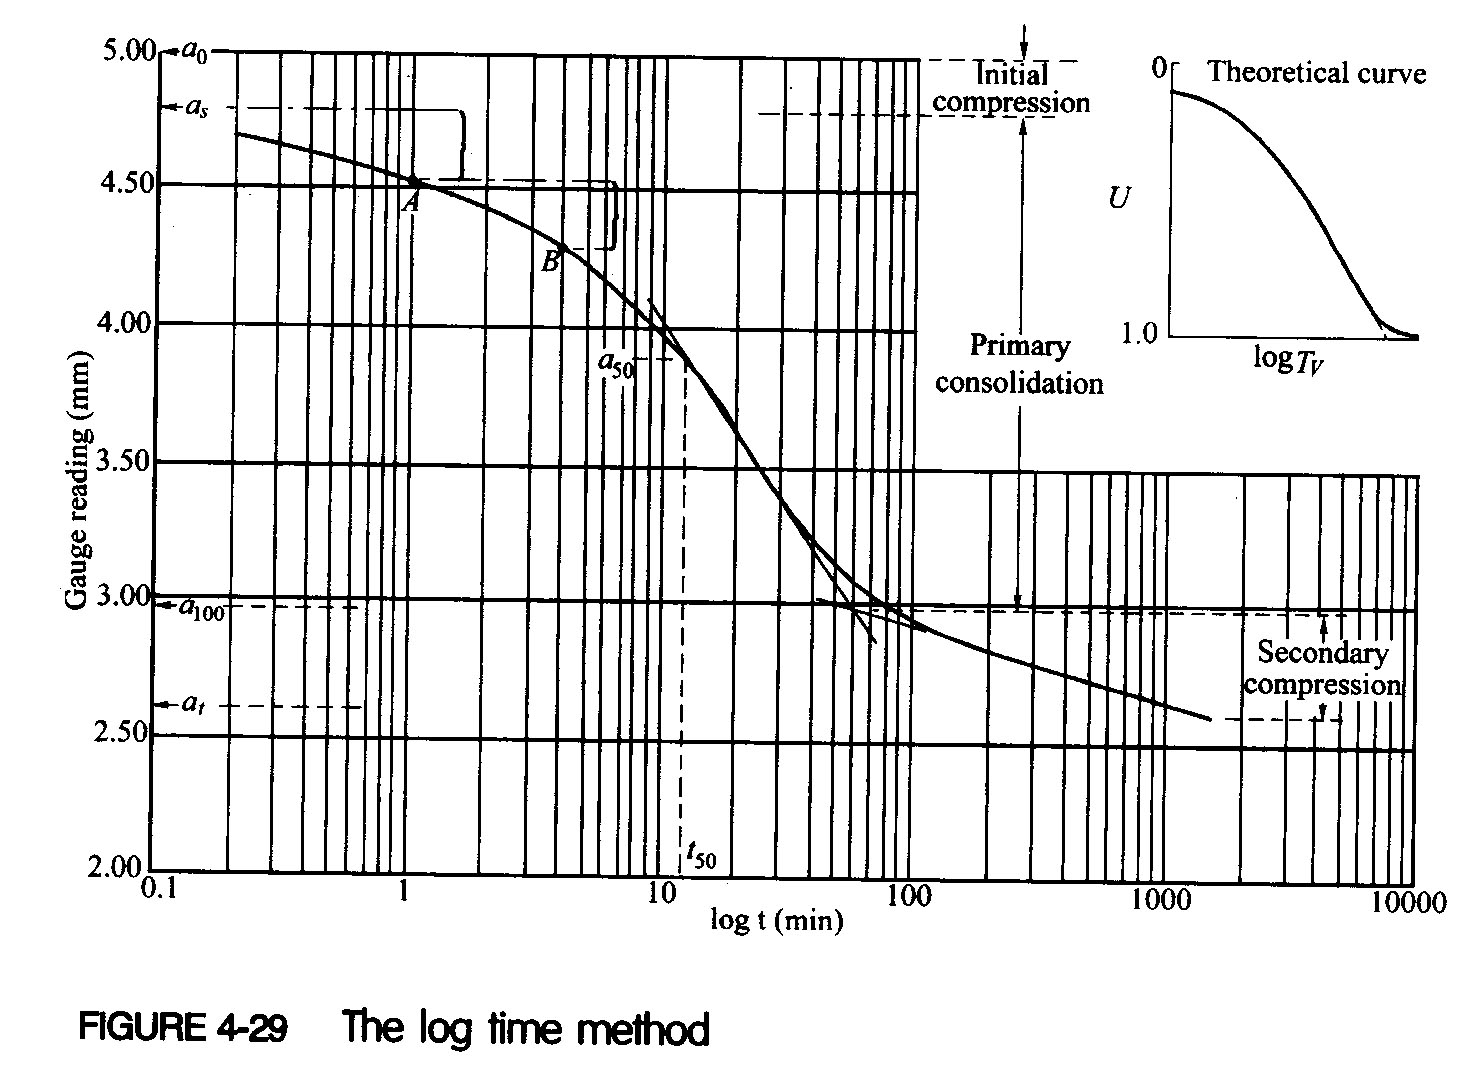 5.00
a0
as
4.50
A
B
4.00
a50
3.50
3.00
a100
at
2.50
2.00
t50
Gauge reading (mm)
0.1
1
10
100
1000
10000
log t (min)
Initial
compression
Primary
consolidation
Secondary
compression
0
Theoretical curve
U
1.0
log TV
FIGURE 4-29 The log time method